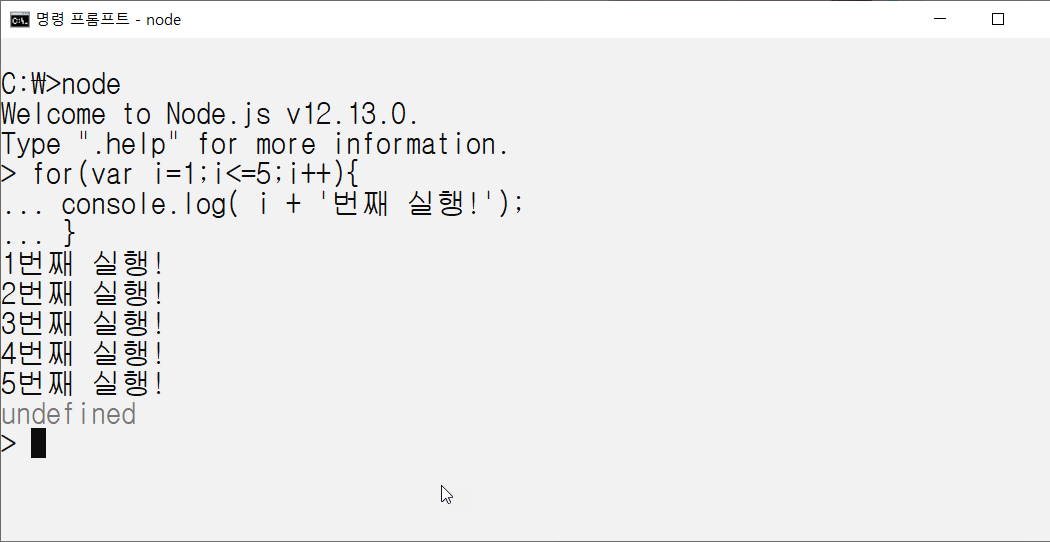 명령 프롬프트 - node
C:₩>node
Welcome to Node.js v12.13.0.
Type ".help" for more information.
> for(var i=1;i<=5;i++){
... console.log( i + '번째 실행!');
... }
1번째 실행!
2번째 실행!
3번째 실행!
4번째 실행!
5번째 실행!
undefined
>